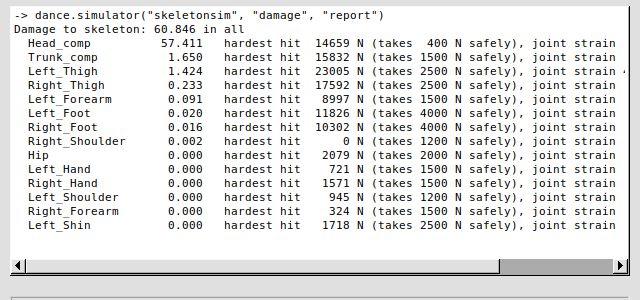 -> dance.simulator("skeletonsim", "damage", "report")
Damage to skeleton: 60.846 in all
Head_comp 57.411 hardest hit 14659 N (takes 400 N safely), joint strain
Trunk_comp 1.650 hardest hit 15832 N (takes 1500 N safely), joint strain
Left_Thigh 1.424 hardest hit 23005 N (takes 2500 N safely), joint strain
Right_Thigh 0.233 hardest hit 17592 N (takes 2500 N safely), joint strain
Left_Forearm 0.091 hardest hit 8997 N (takes 1500 N safely), joint strain
Left_Foot 0.020 hardest hit 11826 N (takes 4000 N safely), joint strain
Right_Foot 0.016 hardest hit 10302 N (takes 4000 N safely), joint strain
Right_Shoulder 0.002 hardest hit 0 N (takes 1200 N safely), joint strain
Hip 0.000 hardest hit 2079 N (takes 2000 N safely), joint strain
Left_Hand 0.000 hardest hit 721 N (takes 1500 N safely), joint strain
Right_Hand 0.000 hardest hit 1571 N (takes 1500 N safely), joint strain
Left_Shoulder 0.000 hardest hit 945 N (takes 1200 N safely), joint strain
Right_Forearm 0.000 hardest hit 324 N (takes 1500 N safely), joint strain
Left_Shin 0.000 hardest hit 1718 N (takes 2500 N safely), joint strain